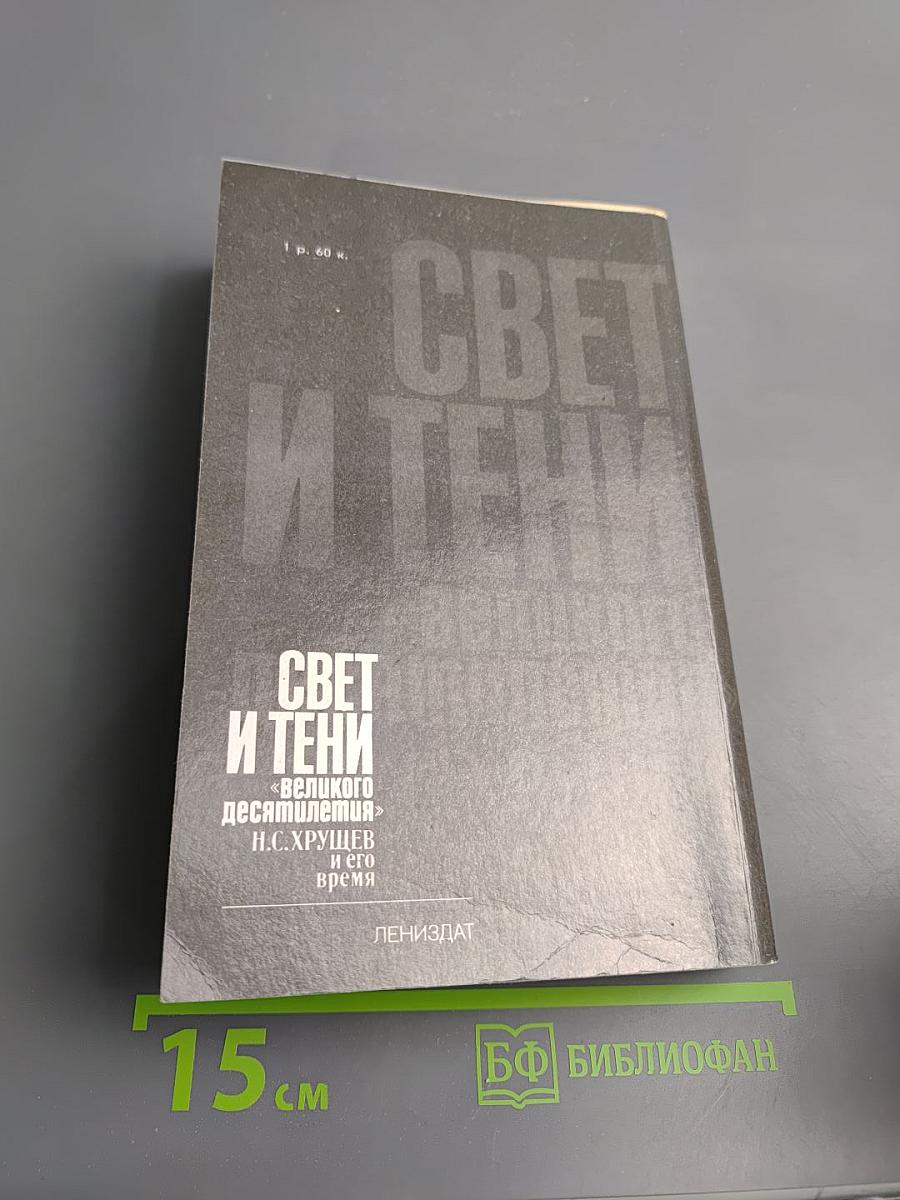 1 р. 60 к.
СВЕТ
И ТЕНИ
СВЕТ
И ТЕНИ
«великого
десятилетия»
Н.С.ХРУЩЕВ
и его
время
ЛЕНИЗДАТ
15 см
БФ БИБЛИОФАН